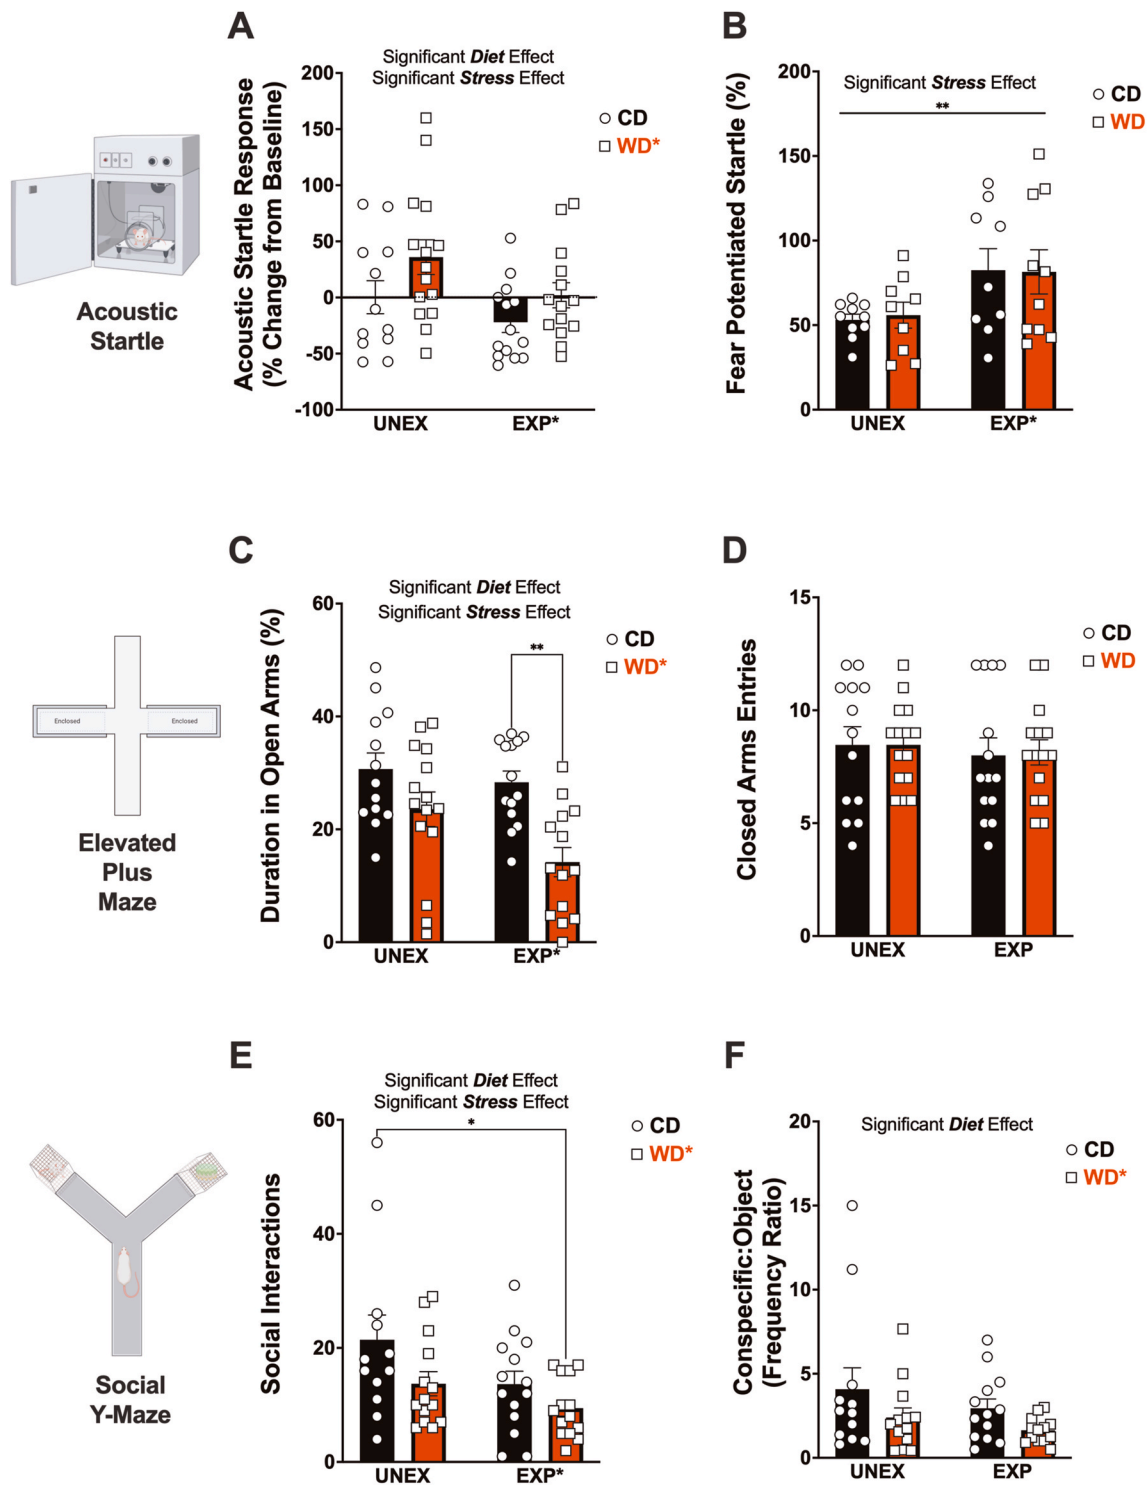 A
Significant Diet Effect
Significant Stress Effect
Acoustic Startle Response
(% Change from Baseline)
200
150
100
50
0
-50
-100
UNEX
EXP*
CD
WD*
Acoustic
Startle
B
Significant Stress Effect
**
Fear Potentiated Startle (%)
200
150
100
50
0
UNEX
EXP*
CD
WD
C
Significant Diet Effect
Significant Stress Effect
**
Duration in Open Arms (%)
60
40
20
0
UNEX
EXP*
CD
WD*
Enclosed
Enclosed
Elevated
Plus
Maze
D
Closed Arms Entries
15
10
5
0
UNEX
EXP
CD
WD
E
Significant Diet Effect
Significant Stress Effect
*
Social Interactions
60
40
20
0
UNEX
EXP*
CD
WD*
Social
Y-Maze
F
Significant Diet Effect
Conspecific:Object
(Frequency Ratio)
20
15
10
5
0
UNEX
EXP
CD
WD*